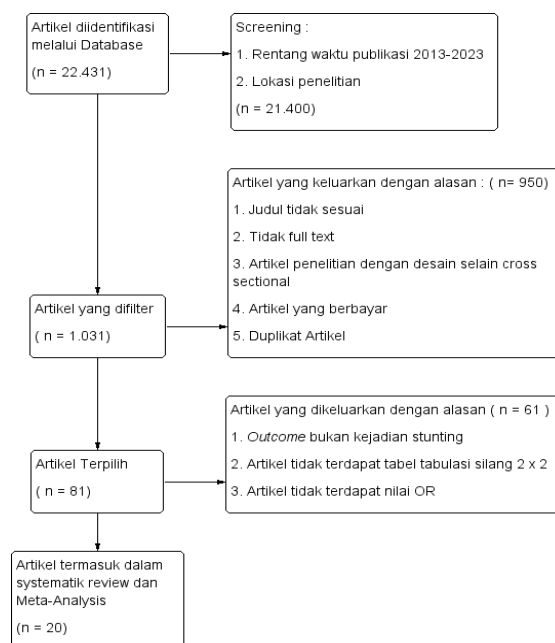 Artikel diidentifikasi
melalui Database
(n = 22.431)
Screening :
1. Rentang waktu publikasi 2013-2023
2. Lokasi penelitian
(n = 21.400)
Artikel yang keluarkan dengan alasan : ( n= 950)
1. Judul tidak sesuai
2. Tidak full text
3. Artikel penelitian dengan desain selain cross
sectional
4. Artikel yang berbayar
5. Duplikat Artikel
Artikel yang difilter
( n = 1.031)
Artikel yang dikeluarkan dengan alasan ( n = 61 )
1. Outcome bukan kejadian stunting
2. Artikel tidak terdapat tabel tabulasi silang 2 x 2
3. Artikel tidak terdapat nilai OR
Artikel Terpilih
( n = 81)
Artikel termasuk dalam
systematik review dan
Meta-Analysis
(n = 20)